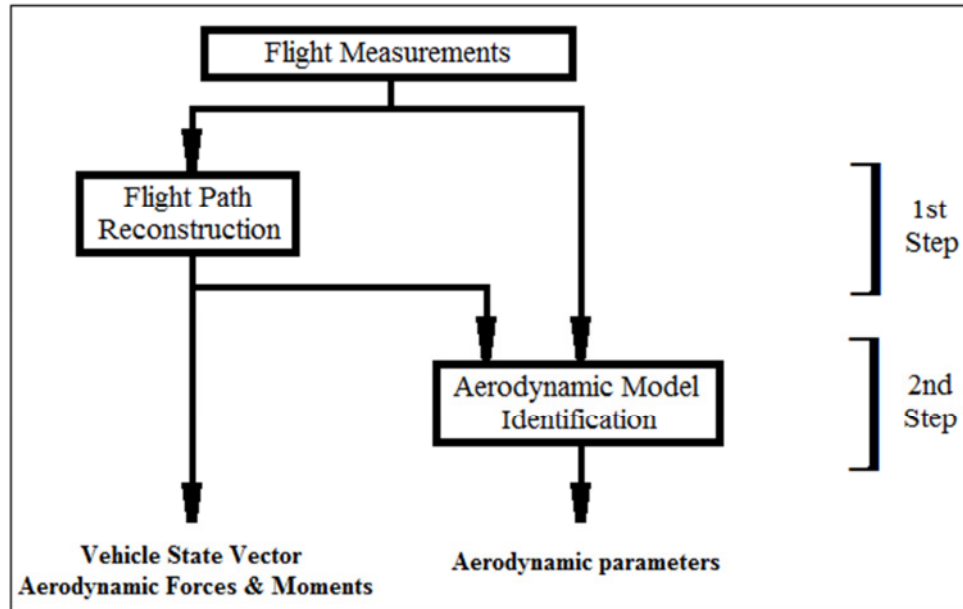 Flight Measurements
Flight Path
Reconstruction
1st
Step
Aerodynamic Model
Identification
2nd
Step
Vehicle State Vector
Aerodynamic Forces & Moments
Aerodynamic parameters